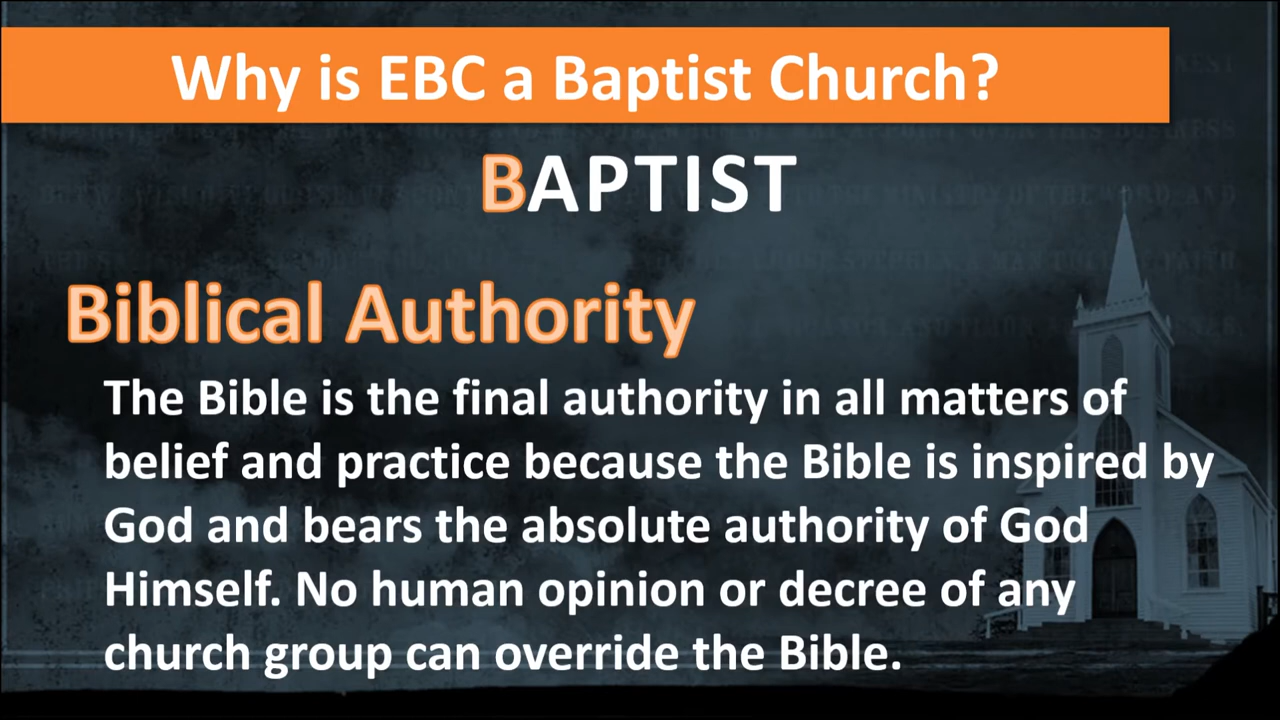 Why is EBC a Baptist Church?
BAPTIST
Biblical Authority
The Bible is the final authority in all matters of
belief and practice because the Bible is inspired by
God and bears the absolute authority of God
Himself. No human opinion or decree of any
church group can override the Bible.